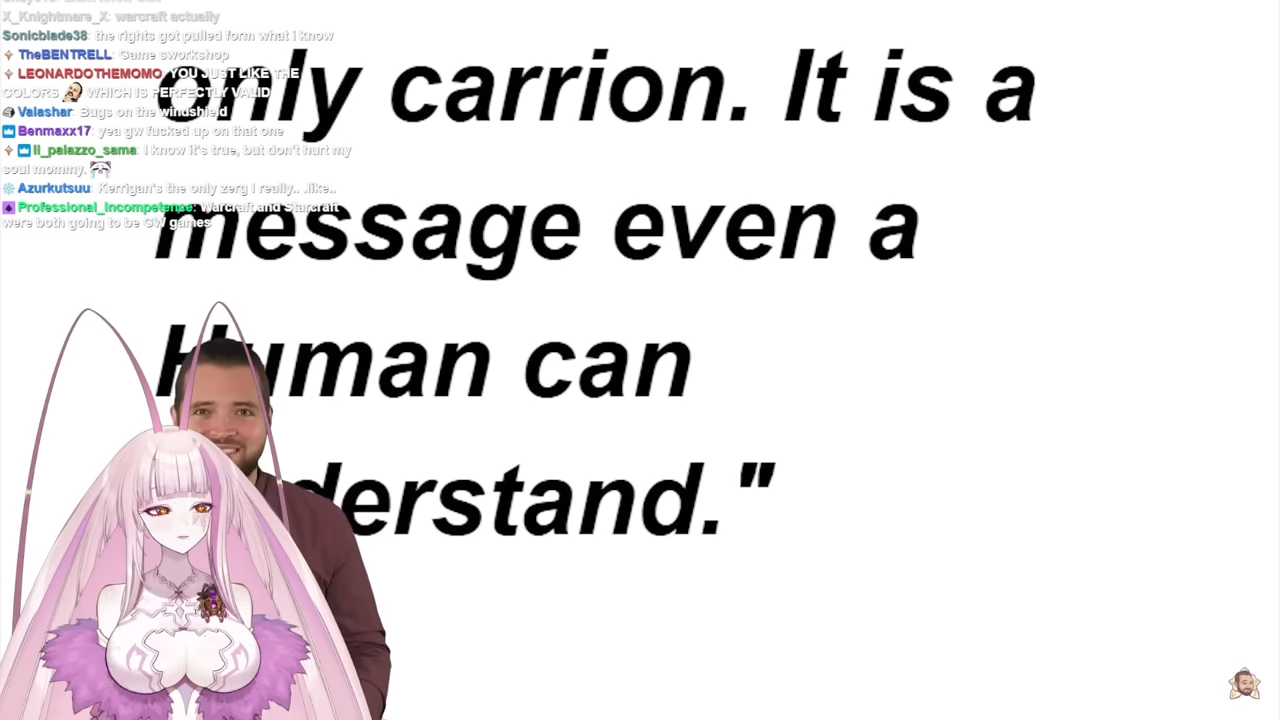 X_Knightmare_X: warcraft actually
Sonicblade38: the rights got pulled form what I know
TheBENTRELL: Game sworkshop
LEONARDOTHEMOMO: YOU JUST LIKE THE
COLORS WHICH IS PERFECTLY VALID
Valashar: Bugs on the windshield
Benmaxx17: yea gw fucked up on that one
Il_palazzo_sama: I know it's true, but don't hurt my
soul mommy.
Azurkutsuu: Kerrigan's the only zerg I really.. .like..
Professional_Incompetense: Warcraft and Starcraft
were both going to be GW games
only carrion. It is a
message even a
Human can
derstand."